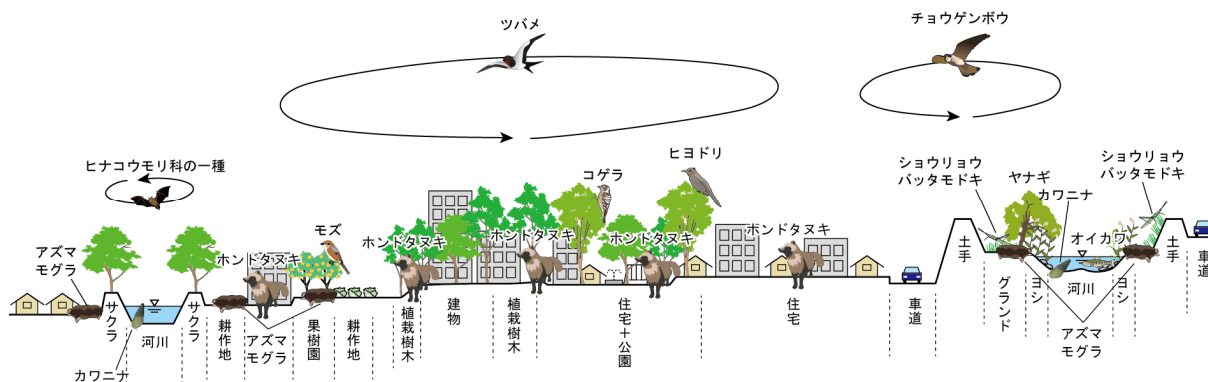 ツバメ
チョウゲンボウ
ヒナコウモリ科の一種
コゲラ
ヒヨドリ
ショウリョウ
バッタモドキ
ヤナギ
カワニナ
ショウリョウ
バッタモドキ
アズマ
モグラ
ホンドタヌキ
モズ
ホンドタヌキ
ホンドタヌキ
ホンドタヌキ
ホンドタヌキ
オイカワ
サクラ
河川
サクラ
耕作地
アズマ
モグラ
果樹園
耕作地
植栽樹木
建物
植栽樹木
住宅+公園
住宅
車道
土手
グランド
ヨシ
河川
ヨシ
土手
車道
カワニナ
アズマ
モグラ